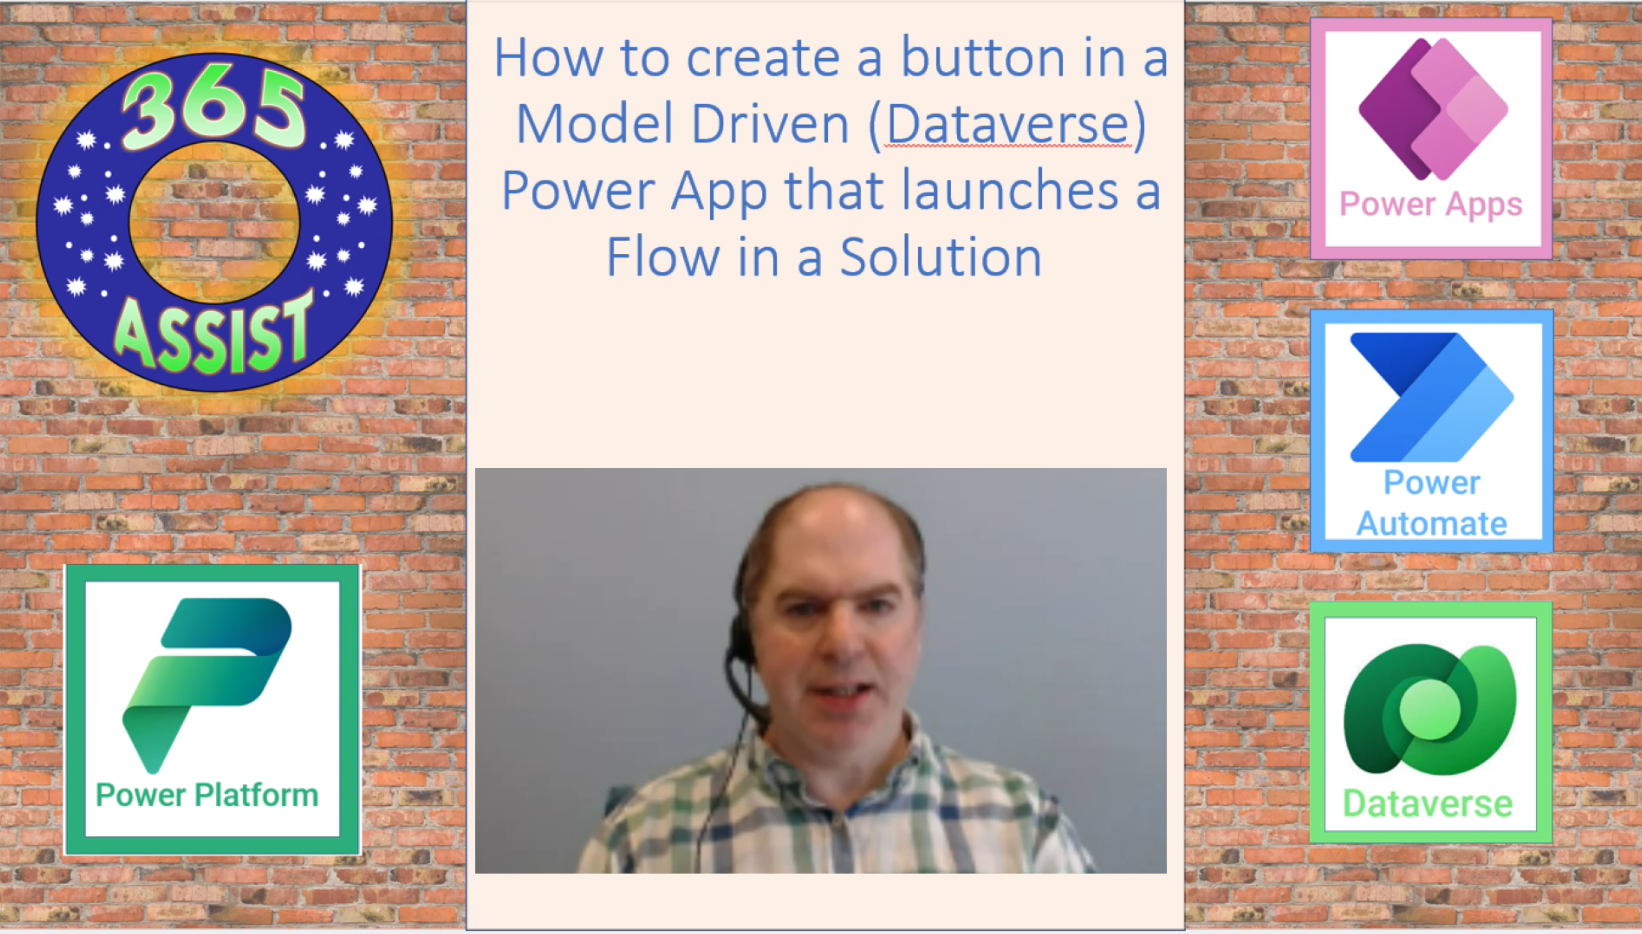 365
ASSIST
How to create a button in a
Model Driven (Dataverse)
Power App that launches a
Flow in a Solution
Power Apps
Power
Automate
Power Platform
Dataverse